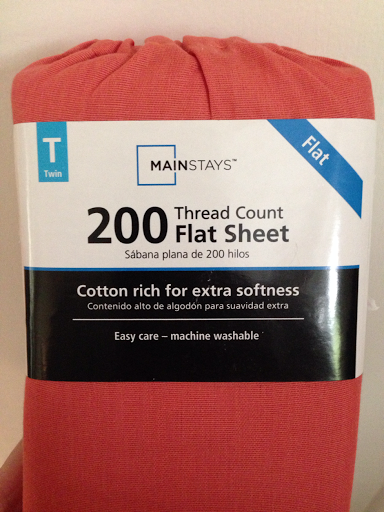 T
Twin
Flat
MAINSTAYS™
200 Thread Count
Flat Sheet
Sábana plana de 200 hilos
Cotton rich for extra softness
Contenido alto de algodón para suavidad extra
Easy care – machine washable